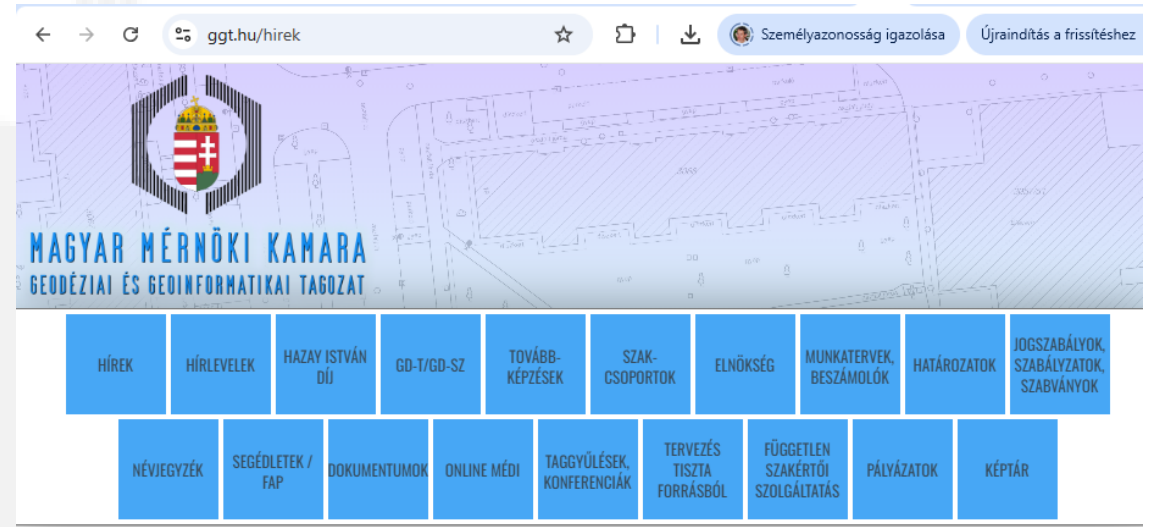 ggt.hu/hirek
Személyazonosság igazolása
Újraindítás a frissítéshez
MAGYAR MÉRNÖKI KAMARA
GEODÉZIAI ÉS GEOINFORMATIKAI TAGOZAT
HÍREK
HÍRLEVELEK
HAZAY ISTVÁN
DÍJ
GD-T/GD-SZ
TOVÁBB-
KÉPZÉSEK
SZAK-
CSOPORTOK
ELNÖKSÉG
MUNKATERVEK,
BESZÁMOLÓK
HATÁROZATOK
JOGSZABÁLYOK,
SZABÁLYZATOK,
SZABVÁNYOK
NÉVJEGYZÉK
SEGÉDLETEK /
FAP
DOKUMENTUMOK
ONLINE MÉDI
TAGGYŰLÉSEK,
KONFERENCIÁK
TERVEZÉS
TISZTA
FORRÁSBÓL
FÜGGETLEN
SZAKÉRTŐI
SZOLGÁLTATÁS
PÁLYÁZATOK
KÉPTÁR